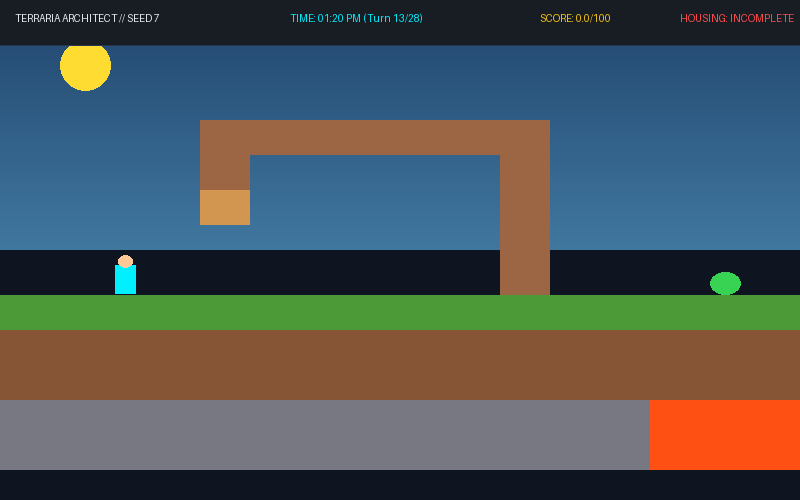 TERRARIA ARCHITECT // SEED 7
TIME: 01:20 PM (Turn 13/28)
SCORE: 0.0/100
HOUSING: INCOMPLETE